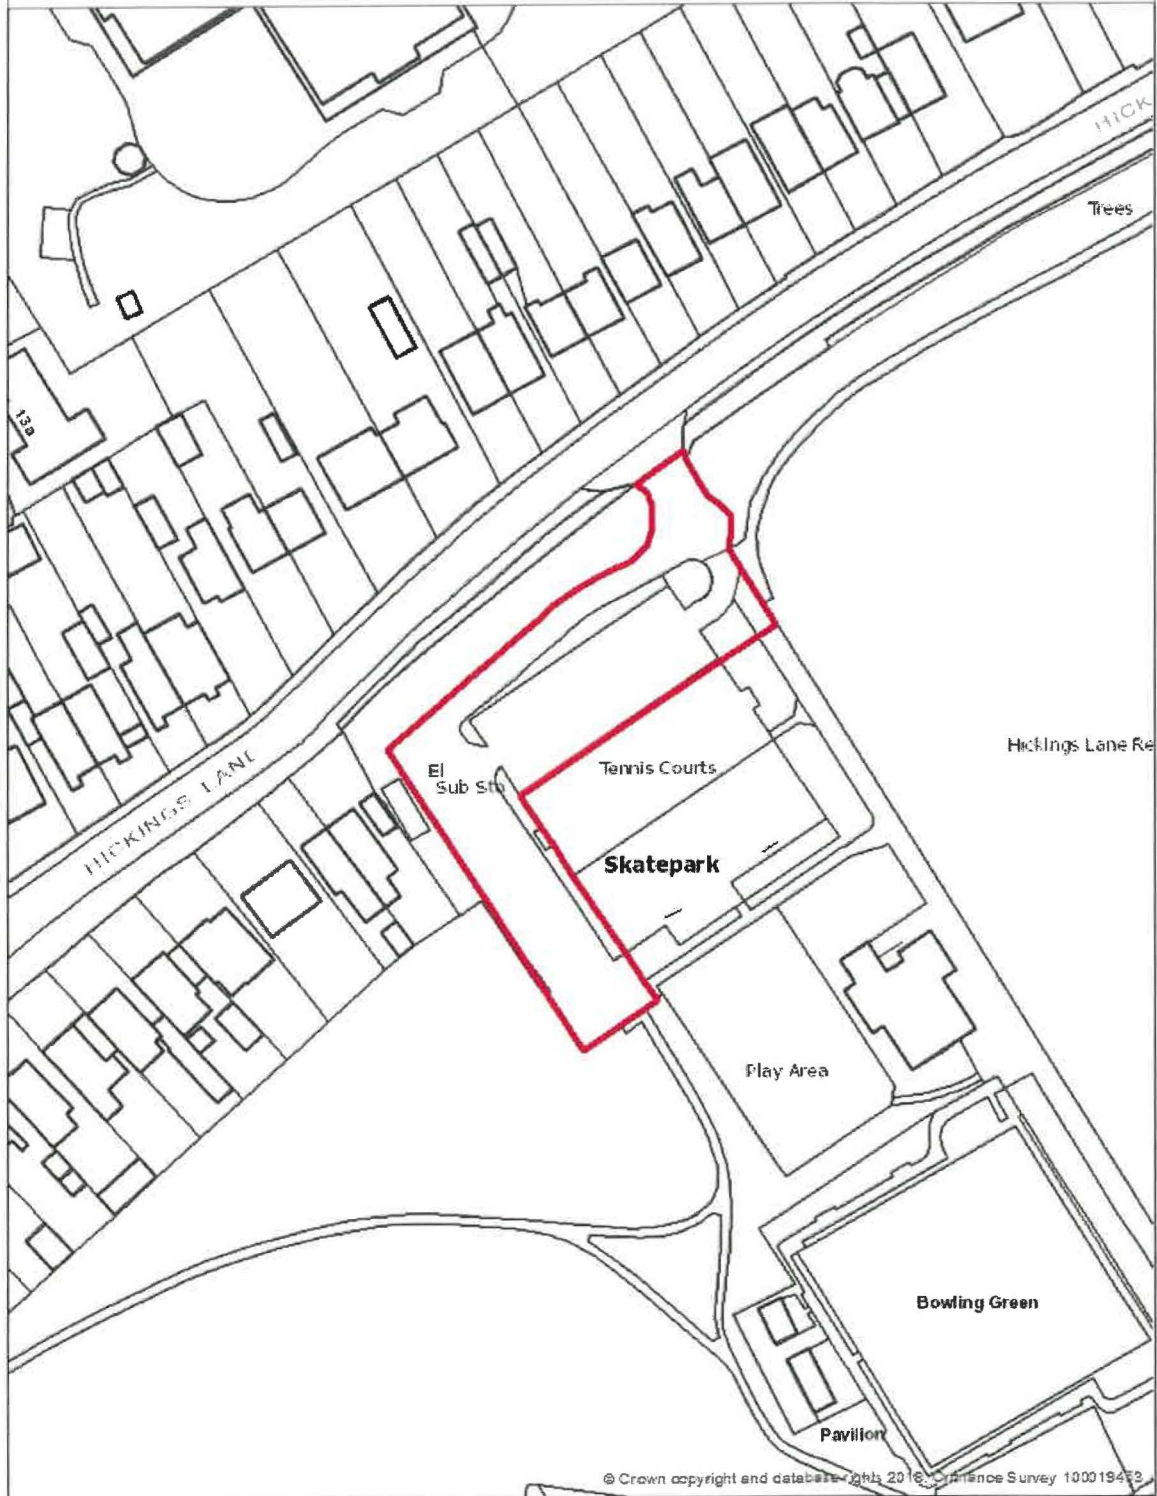 HICK
Trees
13a
Hickings Lane Re
El
Sub Sta
Tennis Courts
HICKINGS LANE
Skatepark
Play Area
Bowling Green
Pavilion
© Crown copyright and database rights 2018. Ordnance Survey 100019453